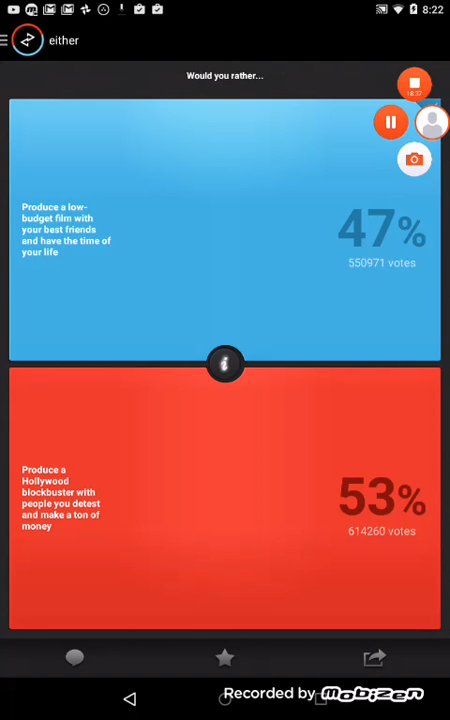 8:22
either
Would you rather...
18:37
Produce a low-
budget film with
your best friends
and have the time of
your life
47%
550971 votes
i
Produce a
Hollywood
blockbuster with
people you detest
and make a ton of
money
53%
614260 votes
Recorded by Mobizen